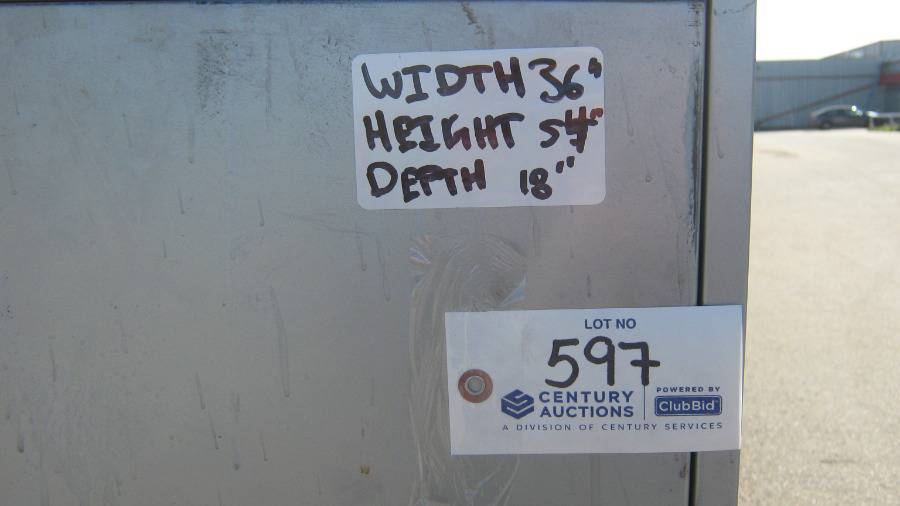 WIDTH 36"
HEIGHT 54"
DEPTH 18"
LOT NO
597
CENTURY
AUCTIONS
POWERED BY
ClubBid
A DIVISION OF CENTURY SERVICES